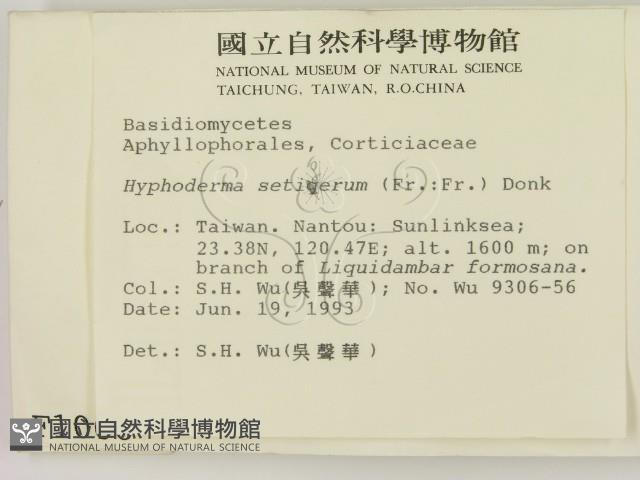 國立自然科學博物館
NATIONAL MUSEUM OF NATURAL SCIENCE
TAICHUNG, TAIWAN, R.O.CHINA
Basidiomycetes
Aphyllophorales, Corticiaceae
Hyphoderma setigerum (Fr.:Fr.) Donk
Loc.: Taiwan. Nantou: Sunlinksea;
23.38N, 120.47E; alt. 1600 m; on
branch of Liquidambar formosana.
Col.: S.H. Wu(吳聲華); No. Wu 9306-56
Date: Jun. 19, 1993
Det.: S.H. Wu(吳聲華)
國立自然科學博物館
NATIONAL MUSEUM OF NATURAL SCIENCE